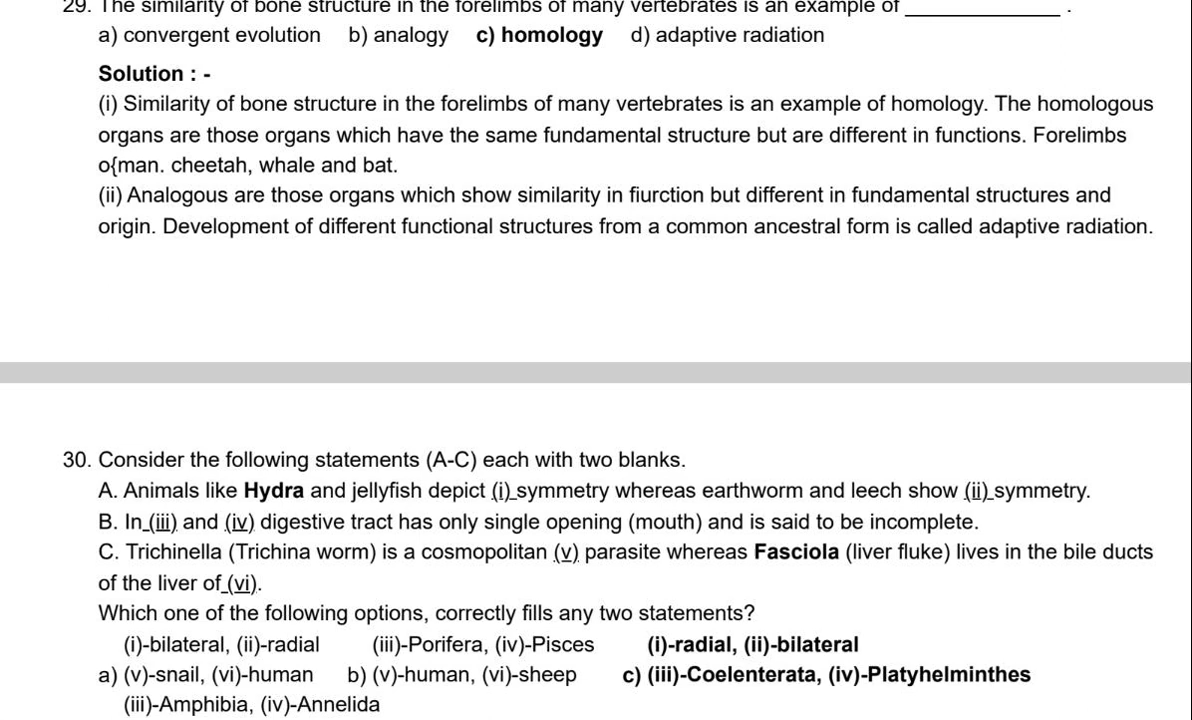 29. The similarity of bone structure in the forelimbs of many vertebrates is an example of ______________ .
a) convergent evolution b) analogy c) homology d) adaptive radiation
Solution : -
(i) Similarity of bone structure in the forelimbs of many vertebrates is an example of homology. The homologous
organs are those organs which have the same fundamental structure but are different in functions. Forelimbs
o{man. cheetah, whale and bat.
(ii) Analogous are those organs which show similarity in fiurction but different in fundamental structures and
origin. Development of different functional structures from a common ancestral form is called adaptive radiation.
30. Consider the following statements (A-C) each with two blanks.
A. Animals like Hydra and jellyfish depict (i) symmetry whereas earthworm and leech show (ii) symmetry.
B. In (iii) and (iv) digestive tract has only single opening (mouth) and is said to be incomplete.
C. Trichinella (Trichina worm) is a cosmopolitan (v) parasite whereas Fasciola (liver fluke) lives in the bile ducts
of the liver of (vi).
Which one of the following options, correctly fills any two statements?
(i)-bilateral, (ii)-radial (iii)-Porifera, (iv)-Pisces (i)-radial, (ii)-bilateral
a) (v)-snail, (vi)-human b) (v)-human, (vi)-sheep c) (iii)-Coelenterata, (iv)-Platyhelminthes
(iii)-Amphibia, (iv)-Annelida